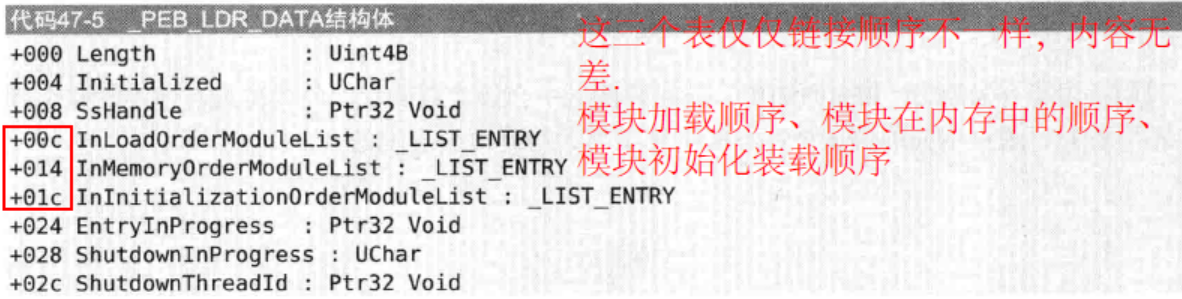 代码47-5 _PEB_LDR_DATA结构体
+000 Length : Uint4B
+004 Initialized : UChar
+008 SsHandle : Ptr32 Void
+00c InLoadOrderModuleList : _LIST_ENTRY
+014 InMemoryOrderModuleList : _LIST_ENTRY
+01c InInitializationOrderModuleList : _LIST_ENTRY
+024 EntryInProgress : Ptr32 Void
+028 ShutdownInProgress : UChar
+02c ShutdownThreadId : Ptr32 Void
这三个表仅仅链接顺序不一样，内容无
差.
模块加载顺序、模块在内存中的顺序、
模块初始化装载顺序